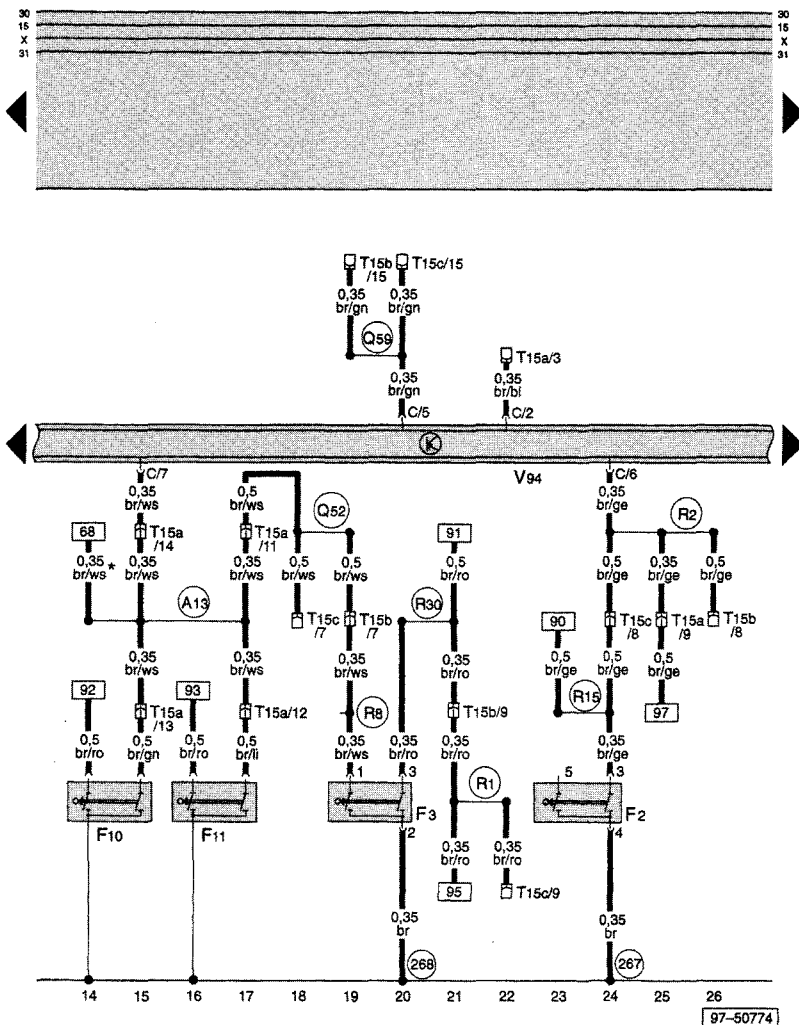 30 30
15 15
X X
31 31
T15b/15 T15c/15
0,35 br/gn 0,35 br/gn
Q59 T15a/3
0,35 br/gn 0,35 br/bl
C/5 C/2
K
C/7 V94 C/6
0,35 br/ws 0,5 br/ws Q52 0,35 br/ge R2
68 T15a/14 T15a/11 91
0,35 br/ws * 0,35 br/ws 0,5 br/ws 0,5 br/ws 0,5 br/ws 0,5 br/ro 0,5 br/ge 0,35 br/ge 0,5 br/ge
A13 R30
T15c/7 T15b/7 90 T15c/8 T15a/9 T15b/8
0,35 br/ws 0,35 br/ws 0,35 br/ws 0,35 br/ro 0,5 br/ge 0,35 br/ge 0,5 br/ge
92 93 R15 97
T15a/13 T15a/12 R8 T15b/9
0,5 br/ro 0,5 br/gn 0,5 br/ro 0,5 br/li 0,35 br/ws 0,35 br/ro 0,35 br/ro 0,35 br/ge
1 3 R1 5 3
F10 F11 F3 F2
2 4
0,35 br/ro 0,35 br/ro
95 T15c/9
0,35 br 0,35 br
268 267
14 15 16 17 18 19 20 21 22 23 24 25 26
97–50774